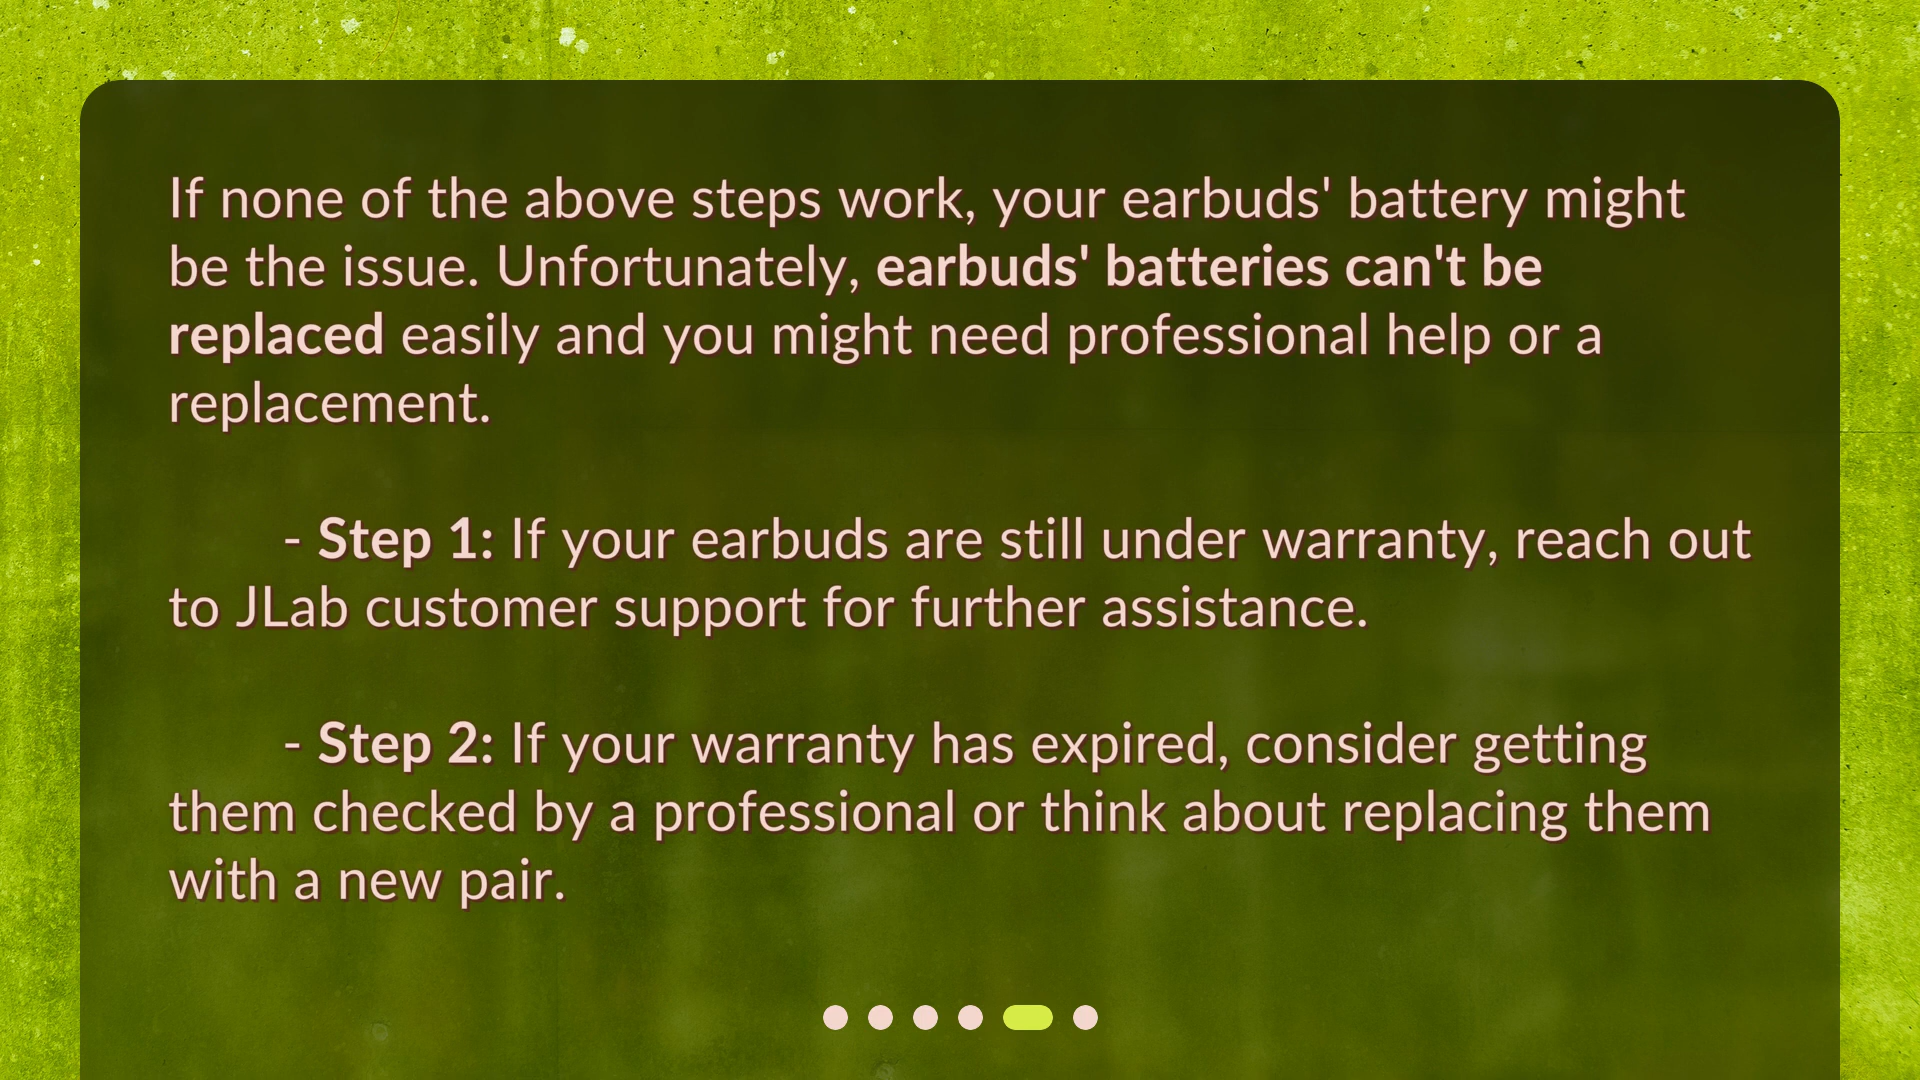 If none of the above steps work, your earbuds' battery might
be the issue. Unfortunately, earbuds' batteries can't be
replaced easily and you might need professional help or a
replacement.
- Step 1: If your earbuds are still under warranty, reach out
to JLab customer support for further assistance.
- Step 2: If your warranty has expired, consider getting
them checked by a professional or think about replacing them
with a new pair.